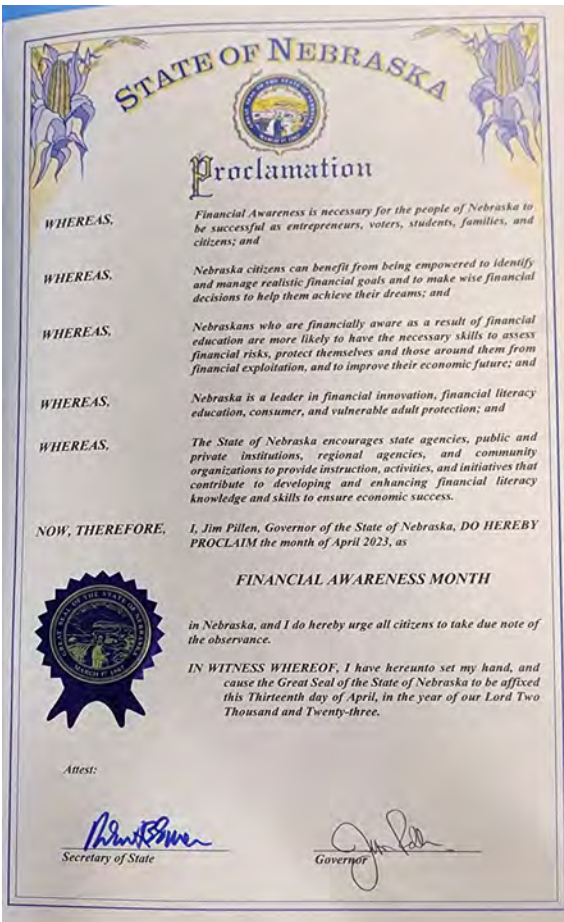 STATE OF NEBRASKA
Proclamation
WHEREAS, Financial Awareness is necessary for the people of Nebraska to
be successful as entrepreneurs, voters, students, families, and
citizens; and
WHEREAS, Nebraska citizens can benefit from being empowered to identify
and manage realistic financial goals and to make wise financial
decisions to help them achieve their dreams; and
WHEREAS, Nebraskans who are financially aware as a result of financial
education are more likely to have the necessary skills to assess
financial risks, protect themselves and those around them from
financial exploitation, and to improve their economic future; and
WHEREAS, Nebraska is a leader in financial innovation, financial literacy
education, consumer, and vulnerable adult protection; and
WHEREAS, The State of Nebraska encourages state agencies, public and
private institutions, regional agencies, and community
organizations to provide instruction, activities, and initiatives that
contribute to developing and enhancing financial literacy
knowledge and skills to ensure economic success.
NOW, THEREFORE, I, Jim Pillen, Governor of the State of Nebraska, DO HEREBY
PROCLAIM the month of April 2023, as
FINANCIAL AWARENESS MONTH
in Nebraska, and I do hereby urge all citizens to take due note of
the observance.
GREAT SEAL OF THE STATE OF NEBRASKA
MARCH 1ST 1867
IN WITNESS WHEREOF, I have hereunto set my hand, and
cause the Great Seal of the State of Nebraska to be affixed
this Thirteenth day of April, in the year of our Lord Two
Thousand and Twenty-three.
Attest:
Secretary of State
Governor